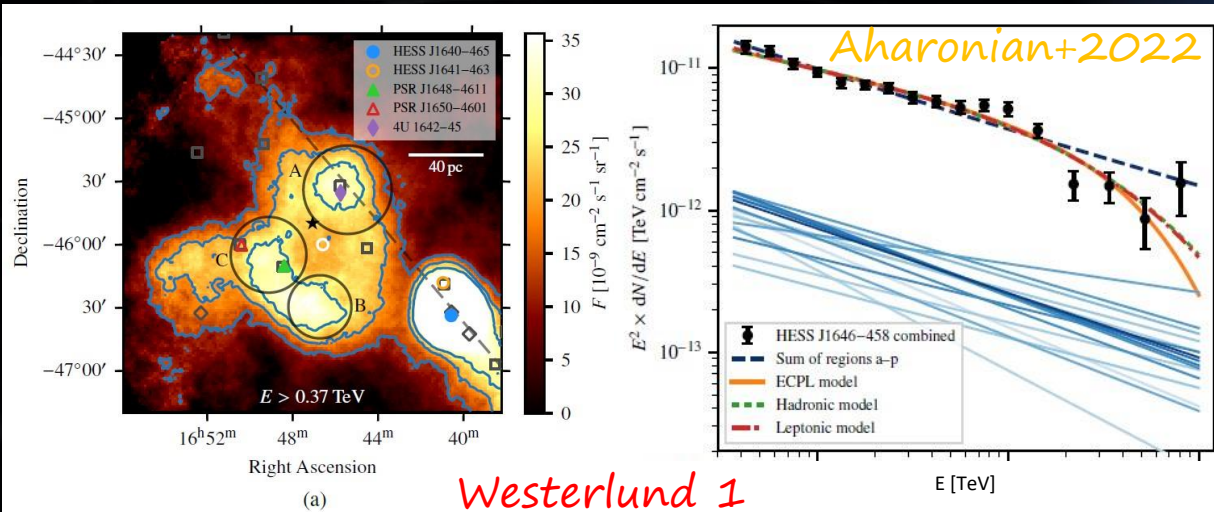 −44°30′
−45°00′
30′
−46°00′
30′
−47°00′
Declination
HESS J1640−465
HESS J1641−463
PSR J1648−4611
PSR J1650−4601
4U 1642−45
40 pc
A
C
B
E > 0.37 TeV
16ʰ52ᵐ
48ᵐ
44ᵐ
40ᵐ
Right Ascension
(a)
35
30
25
20
15
10
5
0
F [10⁻⁹ cm⁻² s⁻¹ sr⁻¹]
Aharonian+2022
10⁻¹¹
10⁻¹²
10⁻¹³
E² × dN/dE [TeV cm⁻² s⁻¹]
HESS J1646−458 combined
Sum of regions a–p
ECPL model
Hadronic model
Leptonic model
E [TeV]
Westerlund 1